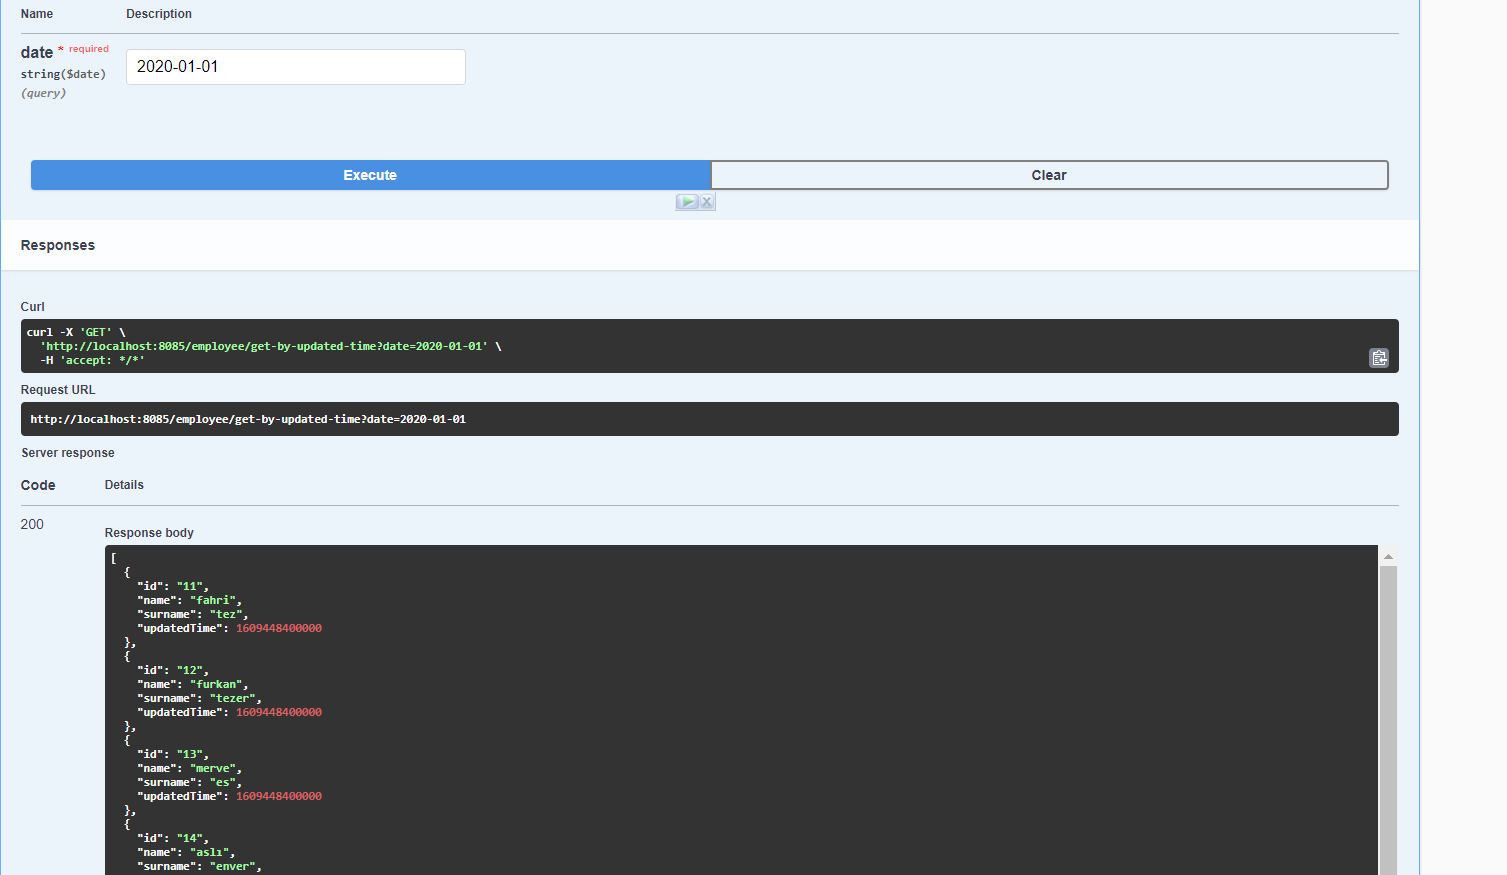 Name Description
date * required
2020-01-01
string($date)
(query)
Execute Clear
Responses
Curl
curl -X 'GET' \
  'http://localhost:8085/employee/get-by-updated-time?date=2020-01-01' \
  -H 'accept: */*'
Request URL
http://localhost:8085/employee/get-by-updated-time?date=2020-01-01
Server response
Code Details
200
Response body
[
  {
    "id": "11",
    "name": "fahri",
    "surname": "tez",
    "updatedTime": 1609448400000
  },
  {
    "id": "12",
    "name": "furkan",
    "surname": "tezer",
    "updatedTime": 1609448400000
  },
  {
    "id": "13",
    "name": "merve",
    "surname": "es",
    "updatedTime": 1609448400000
  },
  {
    "id": "14",
    "name": "aslı",
    "surname": "enver",